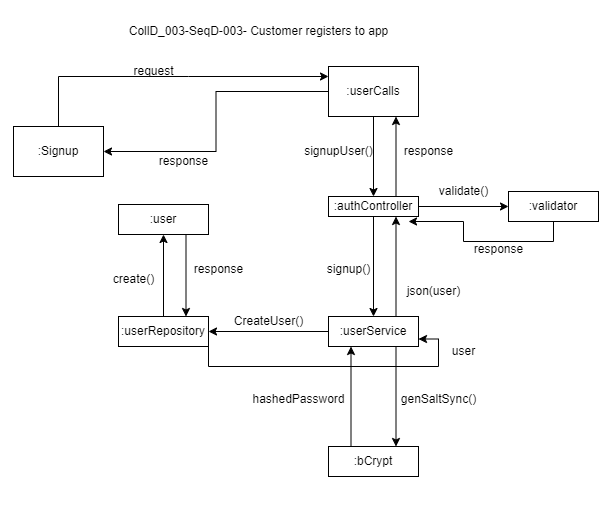 CollD_003-SeqD-003- Customer registers to app
request
:userCalls
:Signup
response
signupUser()
response
validate()
:authController
:validator
:user
response
create()
response
signup()
json(user)
:userRepository
CreateUser()
:userService
user
hashedPassword
genSaltSync()
:bCrypt